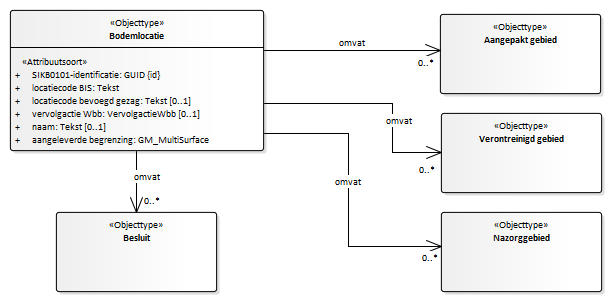 «Objecttype»
Bodemlocatie
«Attribuutsoort»
+ SIKB0101-identificatie: GUID {id}
+ locatiecode BIS: Tekst
+ locatiecode bevoegd gezag: Tekst [0..1]
+ vervolgactie Wbb: VervolgactieWbb [0..1]
+ naam: Tekst [0..1]
+ aangeleverde begrenzing: GM_MultiSurface
omvat
0..*
«Objecttype»
Aangepakt gebied
omvat
0..*
«Objecttype»
Verontreinigd gebied
omvat
0..*
«Objecttype»
Nazorggebied
omvat
0..*
«Objecttype»
Besluit